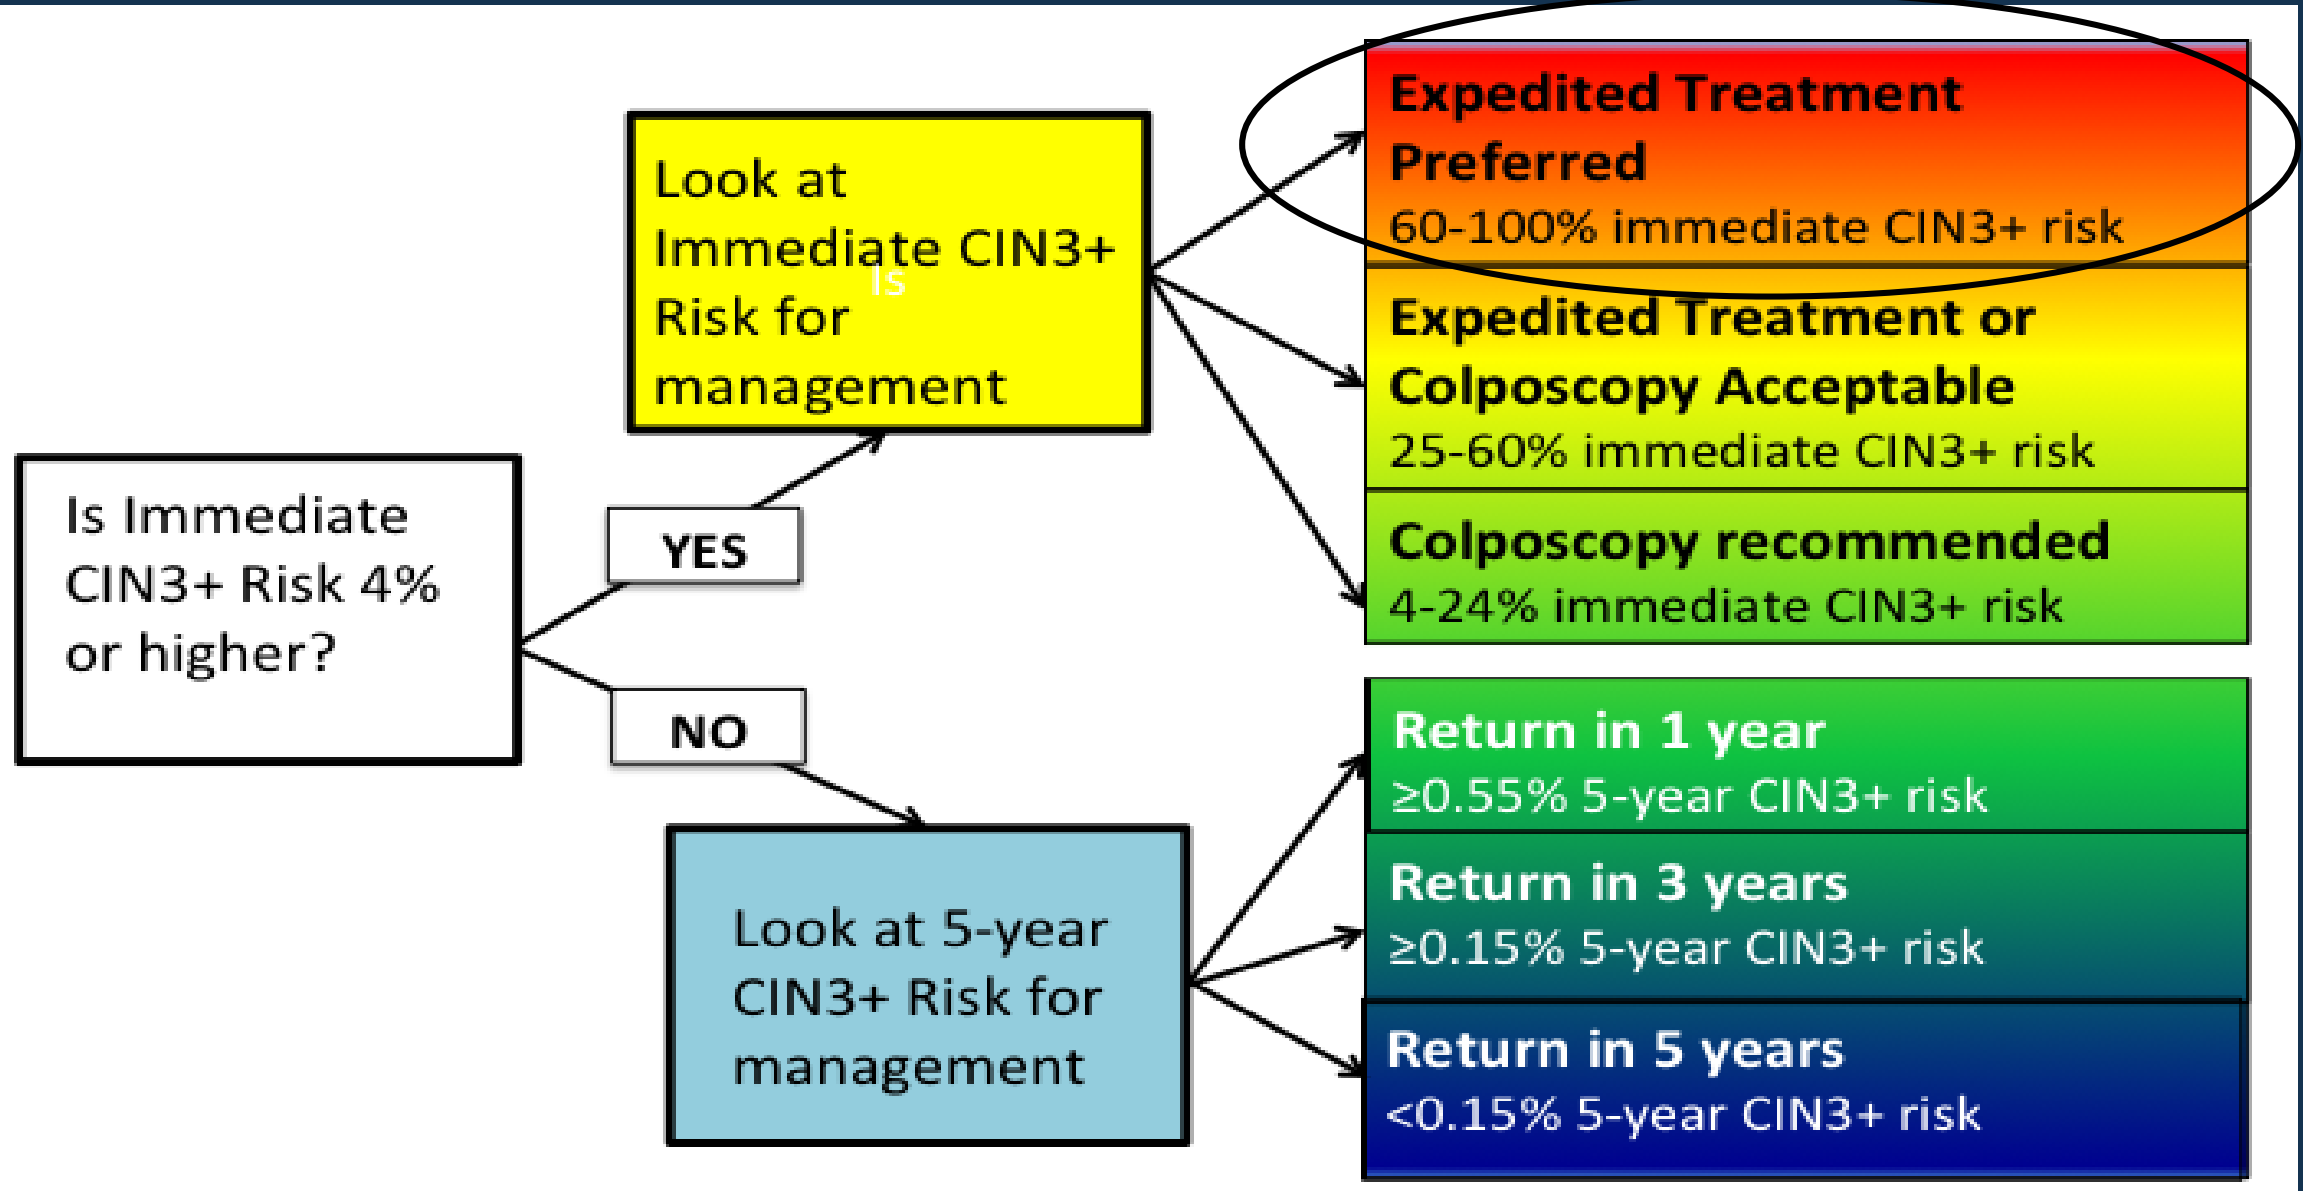 Is Immediate
CIN3+ Risk 4%
or higher?
YES
NO
Look at
Immediate CIN3+
Is
Risk for
management
Look at 5-year
CIN3+ Risk for
management
Expedited Treatment
Preferred
60-100% immediate CIN3+ risk
Expedited Treatment or
Colposcopy Acceptable
25-60% immediate CIN3+ risk
Colposcopy recommended
4-24% immediate CIN3+ risk
Return in 1 year
≥0.55% 5-year CIN3+ risk
Return in 3 years
≥0.15% 5-year CIN3+ risk
Return in 5 years
<0.15% 5-year CIN3+ risk